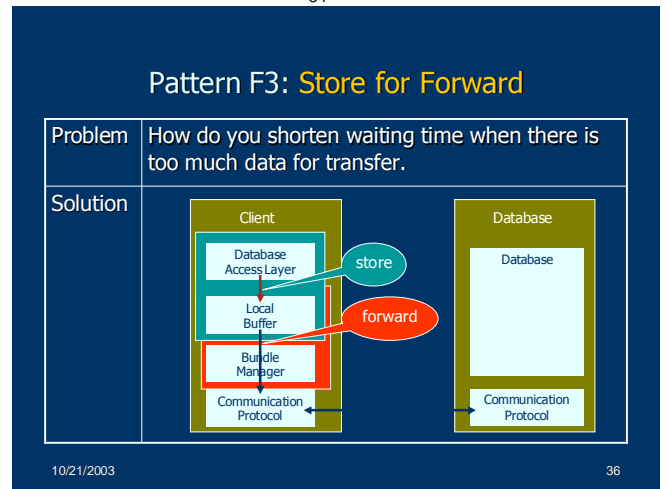 Pattern F3: Store for Forward
Problem
How do you shorten waiting time when there is
too much data for transfer.
Solution
Client
Database
Access Layer
store
Local
Buffer
forward
Bundle
Manager
Communication
Protocol
Database
Database
Communication
Protocol
10/21/2003
36